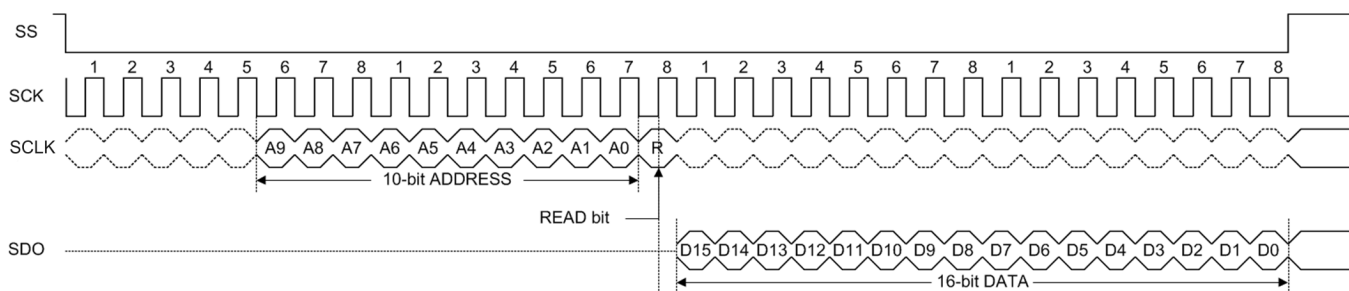 SS
1 2 3 4 5 6 7 8 1 2 3 4 5 6 7 8 1 2 3 4 5 6 7 8 1 2 3 4 5 6 7 8
SCK
SCLK A9 A8 A7 A6 A5 A4 A3 A2 A1 A0 R
10-bit ADDRESS
READ bit
SDO D15 D14 D13 D12 D11 D10 D9 D8 D7 D6 D5 D4 D3 D2 D1 D0
16-bit DATA